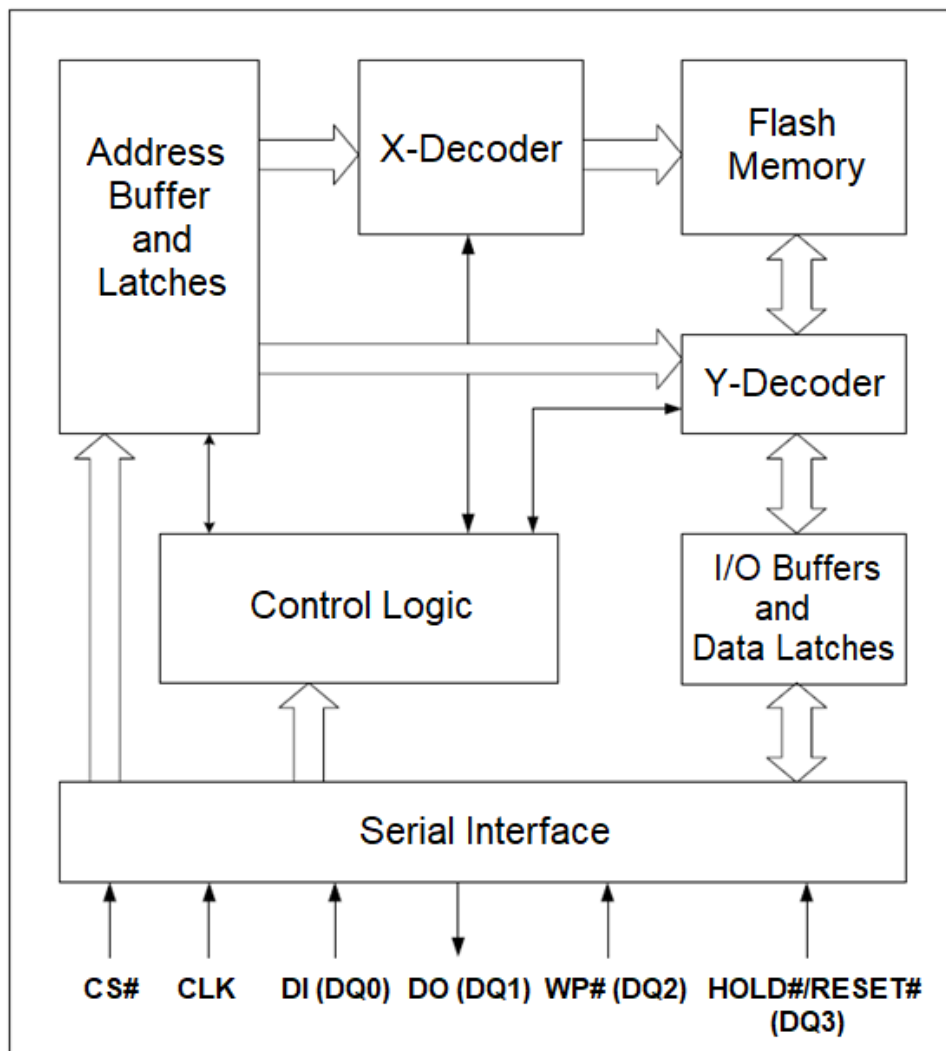 Address
Buffer
and
Latches
X-Decoder
Flash
Memory
Y-Decoder
Control Logic
I/O Buffers
and
Data Latches
Serial Interface
CS#
CLK
DI (DQ0)
DO (DQ1)
WP# (DQ2)
HOLD#/RESET#
(DQ3)